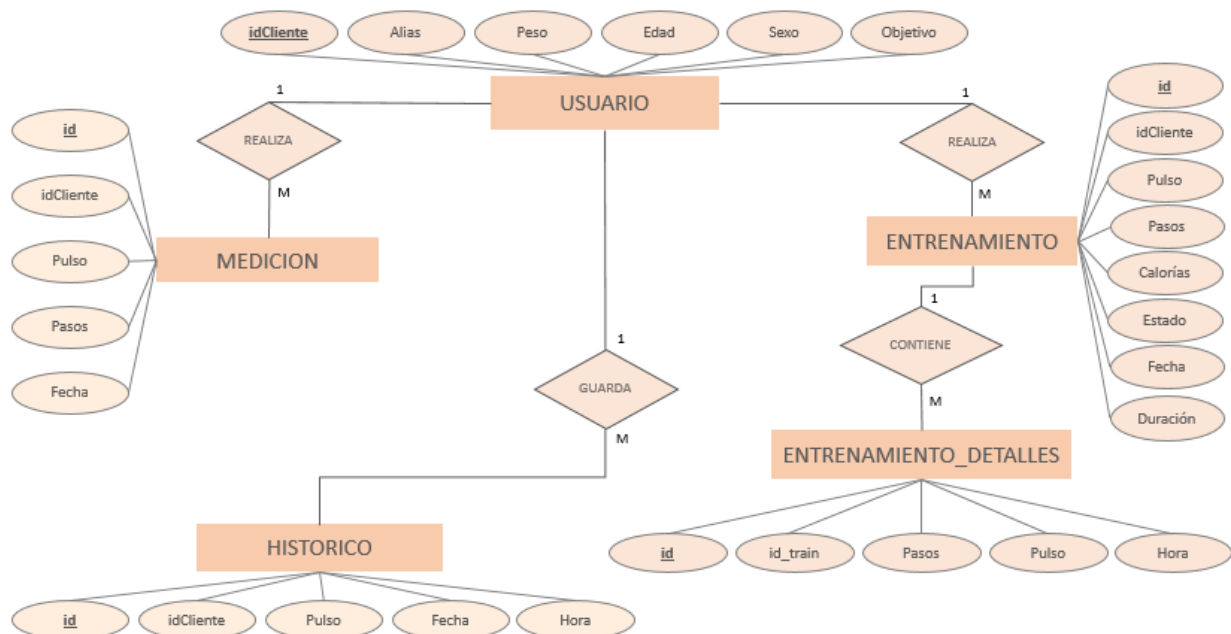 idCliente
Alias
Peso
Edad
Sexo
Objetivo
USUARIO
1
REALIZA
M
id
idCliente
Pulso
Pasos
Fecha
MEDICION
1
REALIZA
M
ENTRENAMIENTO
id
idCliente
Pulso
Pasos
Calorías
Estado
Fecha
Duración
1
CONTIENE
M
ENTRENAMIENTO_DETALLES
id
id_train
Pasos
Pulso
Hora
1
GUARDA
M
HISTORICO
id
idCliente
Pulso
Fecha
Hora